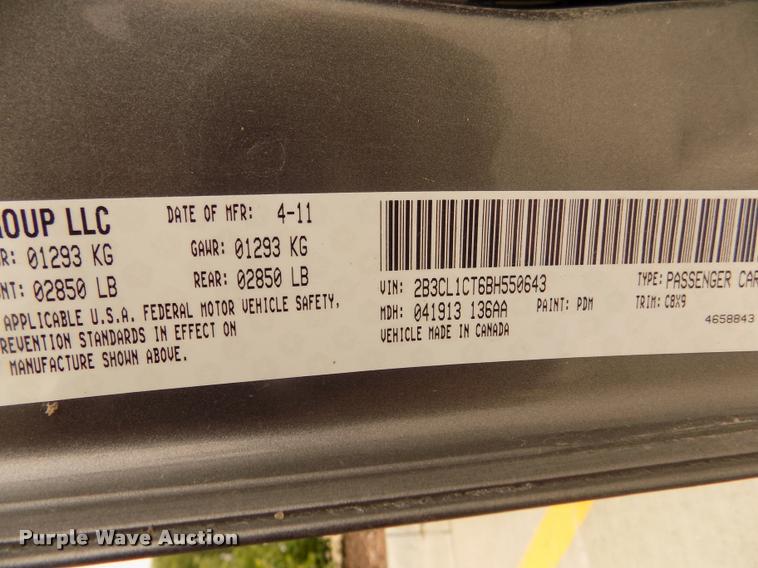 ROUP LLC DATE OF MFR: 4-11
R: 01293 KG GAWR: 01293 KG
NT: 02850 LB REAR: 02850 LB
APPLICABLE U.S.A. FEDERAL MOTOR VEHICLE SAFETY,
REVENTION STANDARDS IN EFFECT ON
MANUFACTURE SHOWN ABOVE.
VIN: 2B3CL1CT6BH550643 TYPE: PASSENGER CAR
MDH: 041913 136AA PAINT: PDM TRIM: C8X9
VEHICLE MADE IN CANADA 4658843
Purple Wave Auction